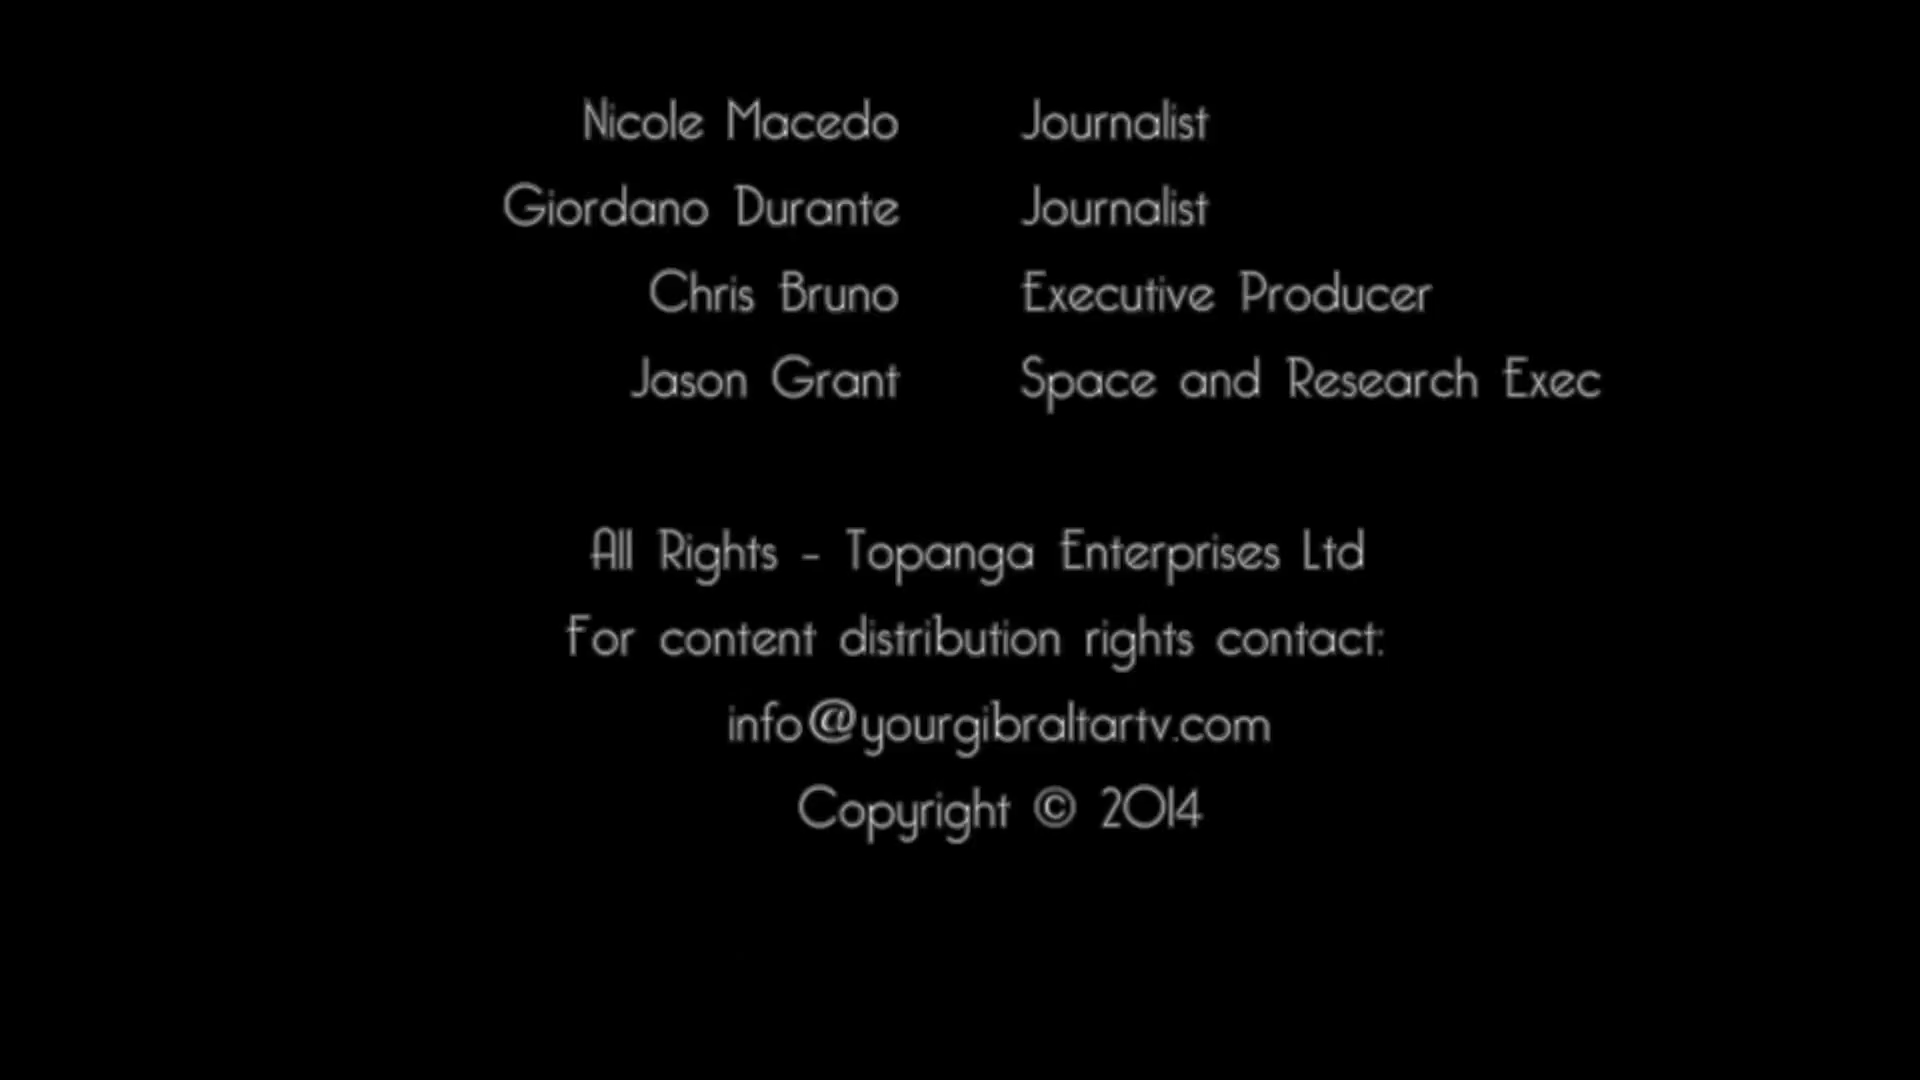 Nicole Macedo Journalist
Giordano Durante Journalist
Chris Bruno Executive Producer
Jason Grant Space and Research Exec
All Rights - Topanga Enterprises Ltd
For content distribution rights contact:
info@yourgibraltartv.com
Copyright © 2014